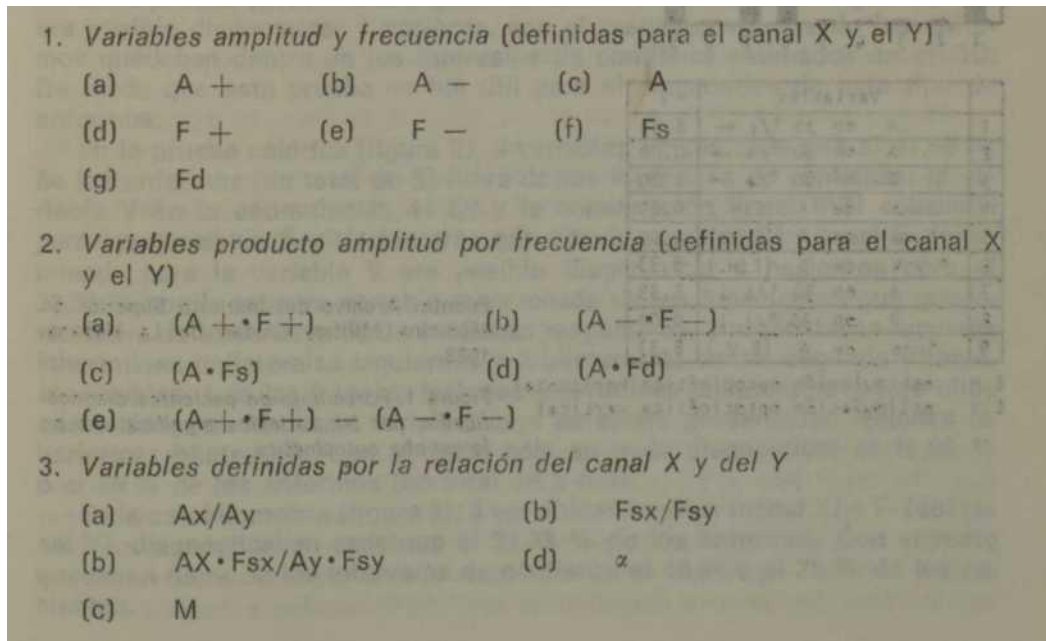 1. Variables amplitud y frecuencia (definidas para el canal X y el Y)
(a) A + (b) A − (c) A
(d) F + (e) F − (f) Fs
(g) Fd
2. Variables producto amplitud por frecuencia (definidas para el canal X
y el Y)
(a) (A + · F +) (b) (A − · F −)
(c) (A · Fs) (d) (A · Fd)
(e) (A + · F +) − (A − · F −)
3. Variables definidas por la relación del canal X y del Y
(a) Ax/Ay (b) Fsx/Fsy
(b) AX · Fsx/Ay · Fsy (d) α
(c) M